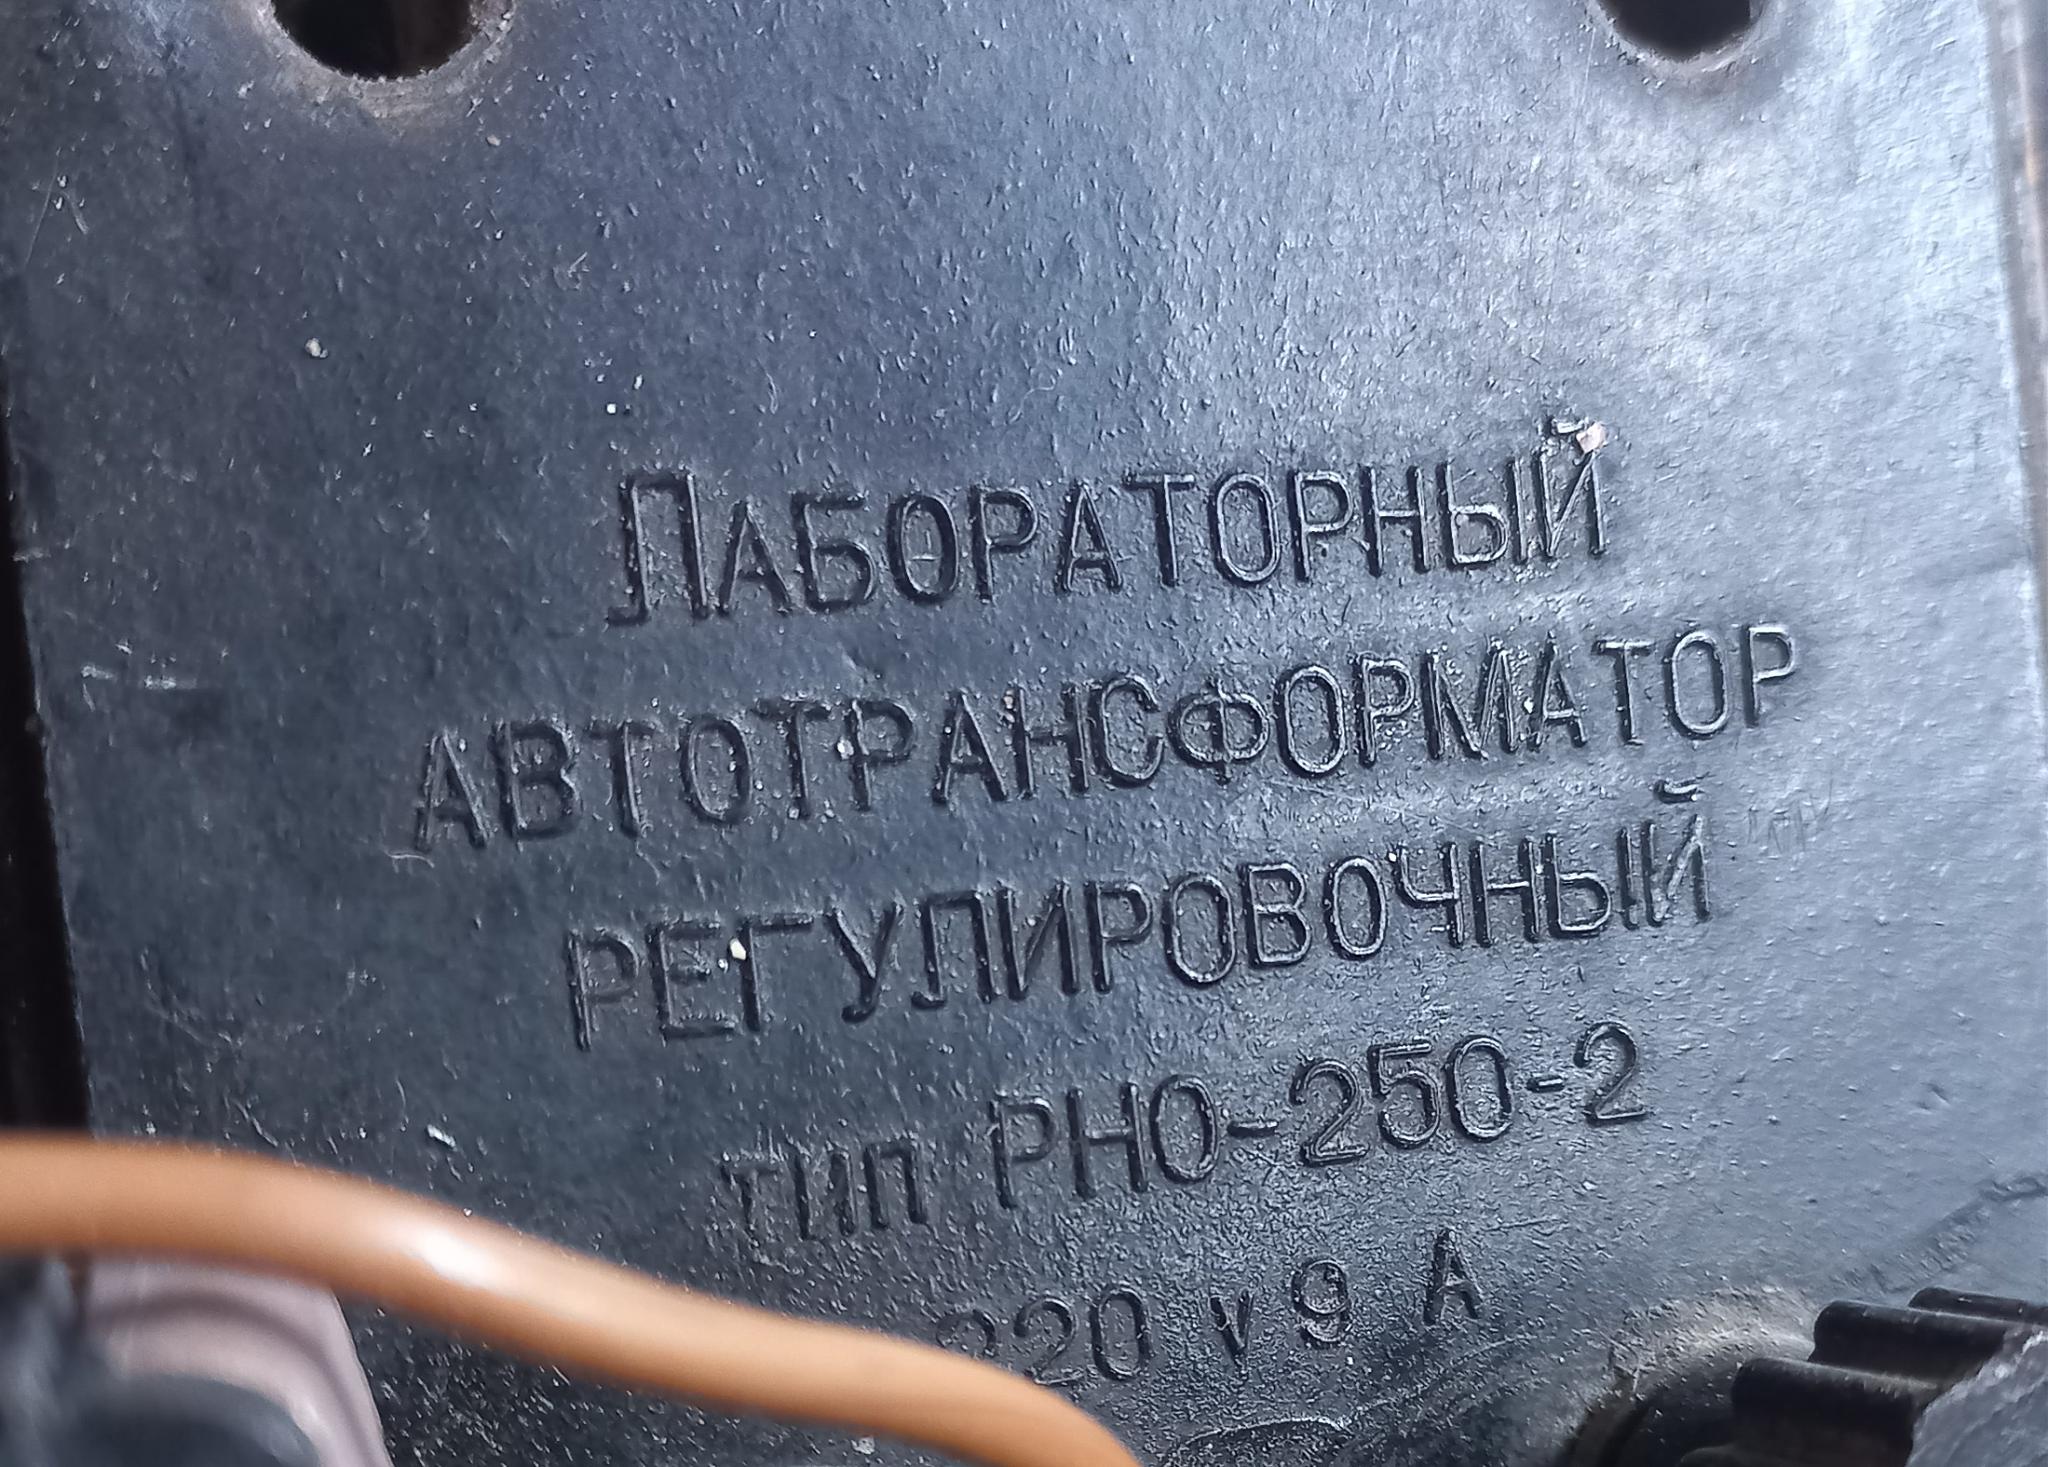 ЛАБОРАТОРНЫЙ
АВТОТРАНСФОРМАТОР
РЕГУЛИРОВОЧНЫЙ
ТИП РНО-250-2
220 V 9 А